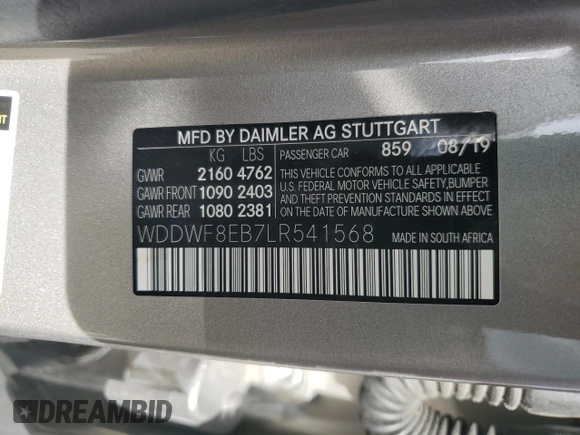 MFD BY DAIMLER AG STUTTGART
KG LBS PASSENGER CAR 859 08/19
GVWR 2160 4762
GAWR FRONT 1090 2403
GAWR REAR 1080 2381
THIS VEHICLE CONFORMS TO ALL APPLICABLE
U.S. FEDERAL MOTOR VEHICLE SAFETY, BUMPER
AND THEFT PREVENTION STANDARDS IN EFFECT
ON THE DATE OF MANUFACTURE SHOWN ABOVE.
WDDWF8EB7LR541568 MADE IN SOUTH AFRICA
DREAMBID